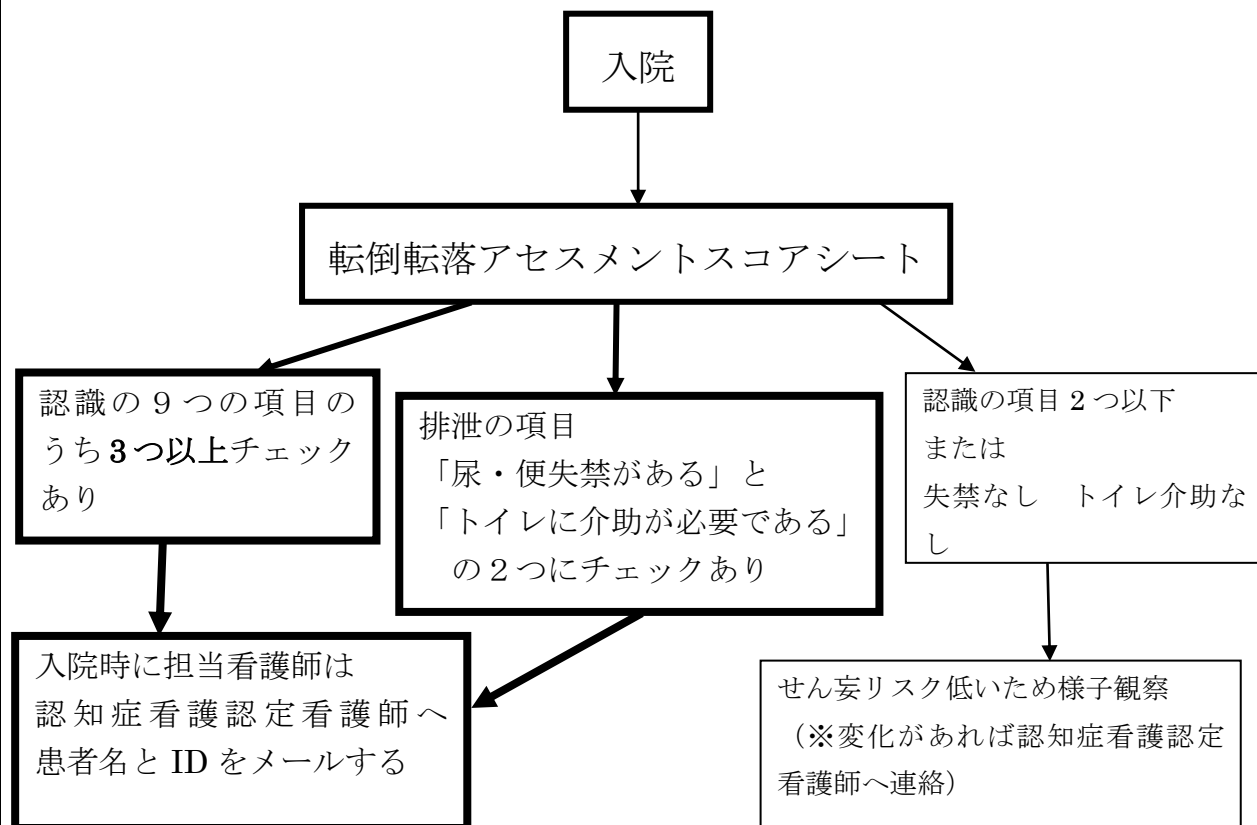 入院
転倒転落アセスメントスコアシート
認識の９つの項目の
うち３つ以上チェック
あり
排泄の項目
「尿・便失禁がある」と
「トイレに介助が必要である」
の２つにチェックあり
認識の項目 2 つ以下
または
失禁なし　トイレ介助な
し
入院時に担当看護師は
認知症看護認定看護師へ
患者名と ID をメールする
せん妄リスク低いため様子観察
（※変化があれば認知症看護認定
看護師へ連絡）